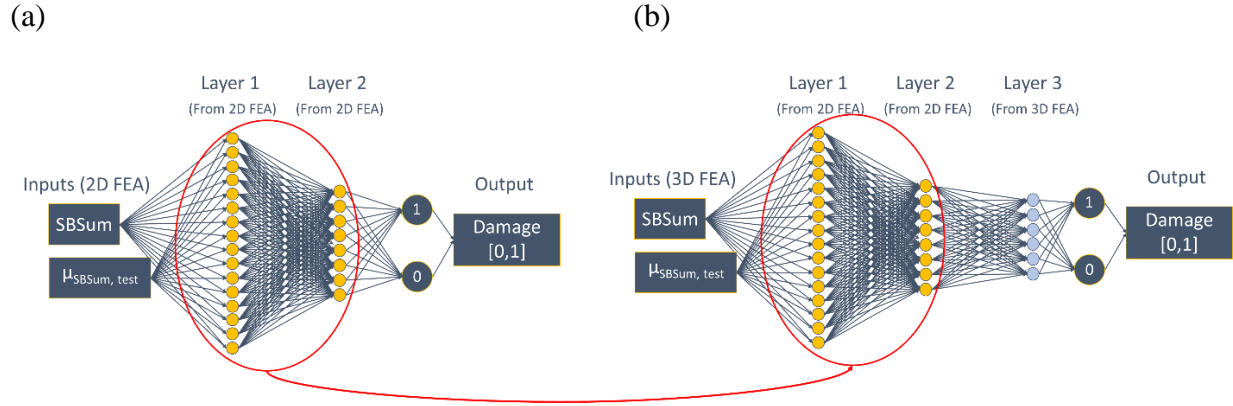 (a)
Layer 1
Layer 2
(From 2D FEA)
(From 2D FEA)
Inputs (2D FEA)
SBSum
μSBSum, test
1
0
Output
Damage
[0,1]
(b)
Layer 1
Layer 2
Layer 3
(From 2D FEA)
(From 2D FEA)
(From 3D FEA)
Inputs (3D FEA)
SBSum
μSBSum, test
1
0
Output
Damage
[0,1]